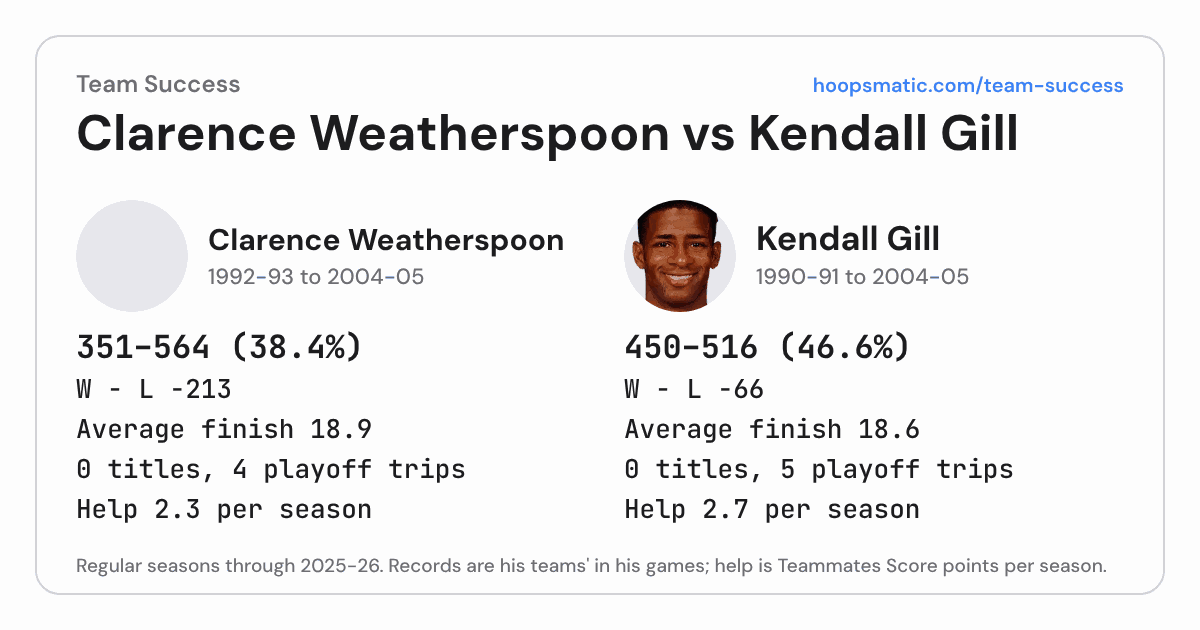 Team Success
hoopsmatic.com/team-success
Clarence Weatherspoon vs Kendall Gill
Clarence Weatherspoon
1992-93 to 2004-05
351-564 (38.4%)
W - L -213
Average finish 18.9
0 titles, 4 playoff trips
Help 2.3 per season
Kendall Gill
1990-91 to 2004-05
450-516 (46.6%)
W - L -66
Average finish 18.6
0 titles, 5 playoff trips
Help 2.7 per season
Regular seasons through 2025-26. Records are his teams' in his games; help is Teammates Score points per season.